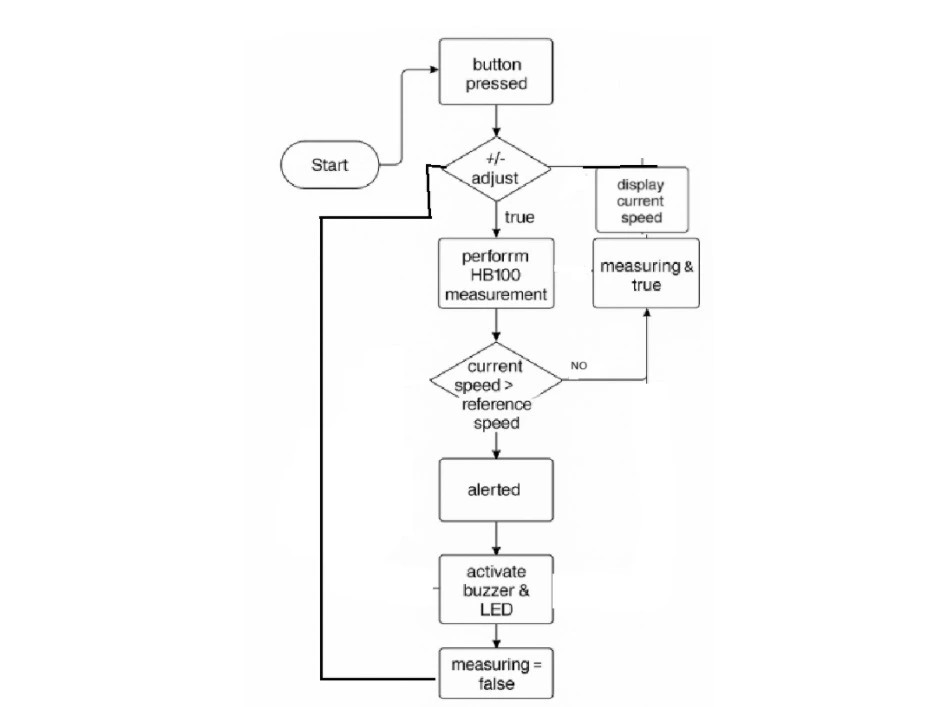 button
pressed
Start
+/-
adjust
true
display
current
speed
perforrm
HB100
measurement
measuring &
true
current
speed >
reference
speed
NO
alerted
activate
buzzer &
LED
measuring =
false